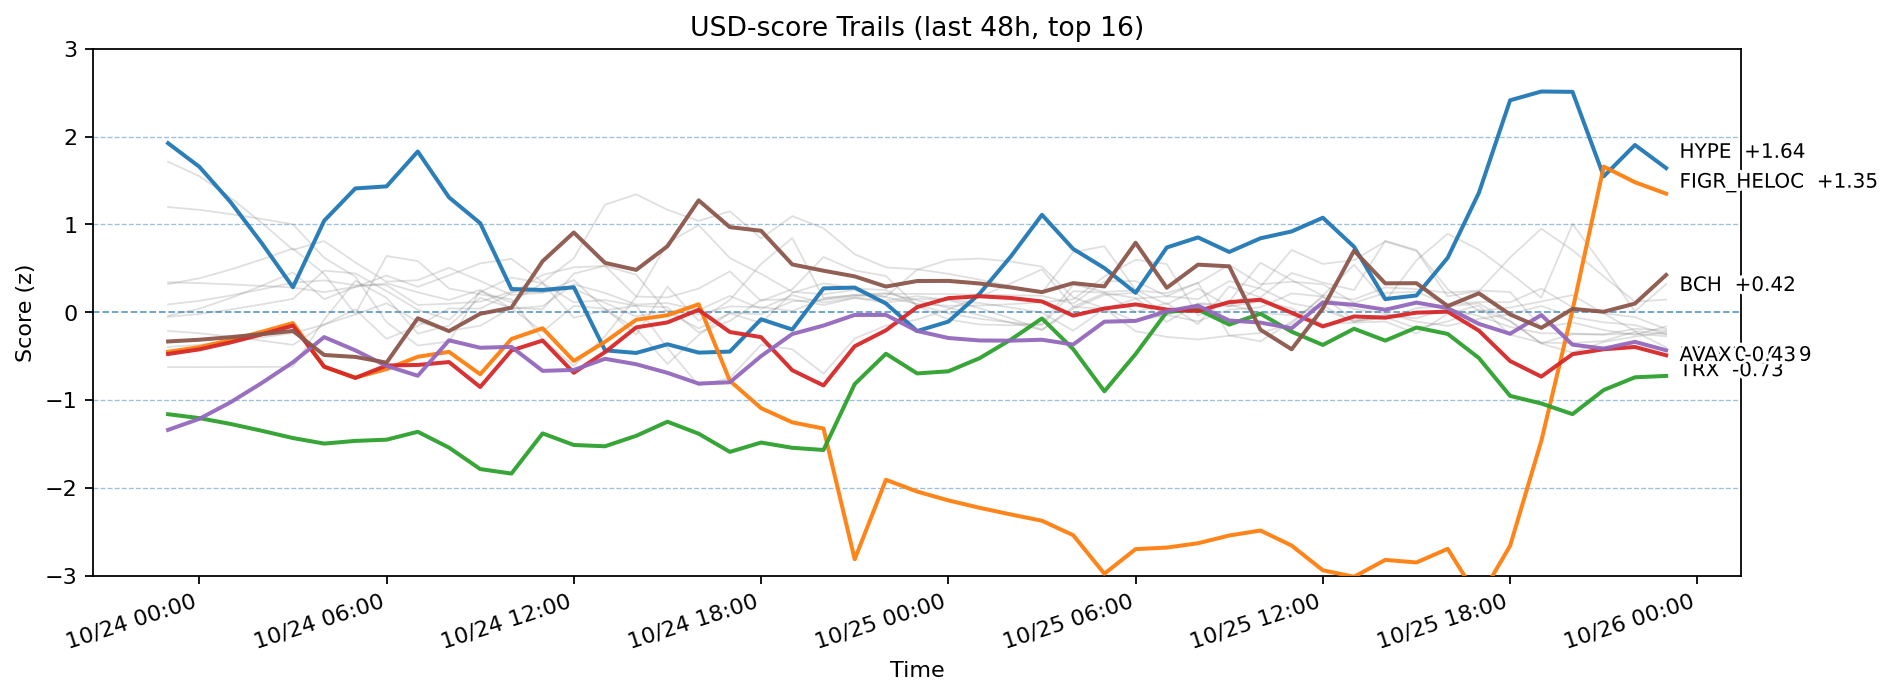 USD-score Trails (last 48h, top 16)
Score (z)
3
2
1
0
−1
−2
−3
HYPE +1.64
FIGR_HELOC +1.35
BCH +0.42
AVAX
TRX -0.73
10/24 00:00
10/24 06:00
10/24 12:00
10/24 18:00
10/25 00:00
10/25 06:00
10/25 12:00
10/25 18:00
10/26 00:00
Time